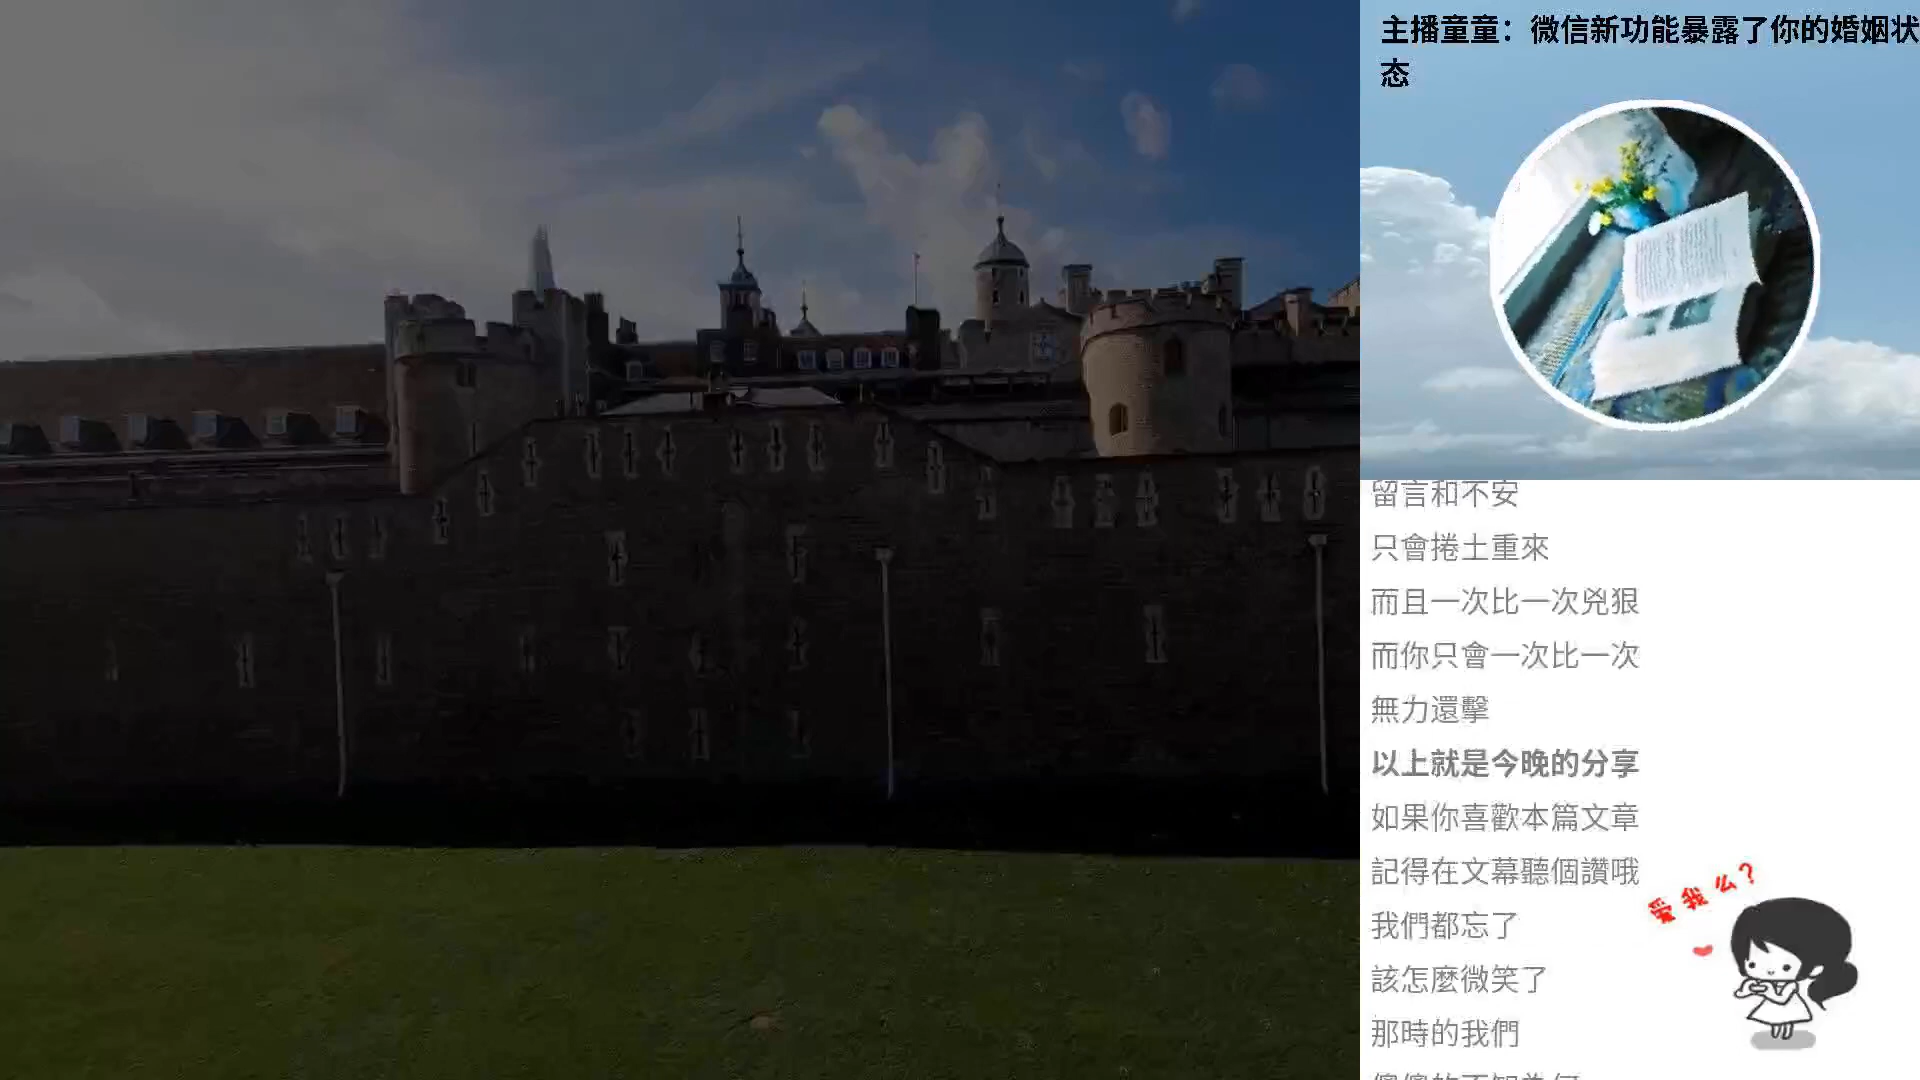 主播童童：微信新功能暴露了你的婚姻状
态
留言和不安
只會捲土重來
而且一次比一次兇狠
而你只會一次比一次
無力還擊
以上就是今晚的分享
如果你喜歡本篇文章
記得在文幕聽個讚哦
我們都忘了
該怎麼微笑了
那時的我們
爱我么？